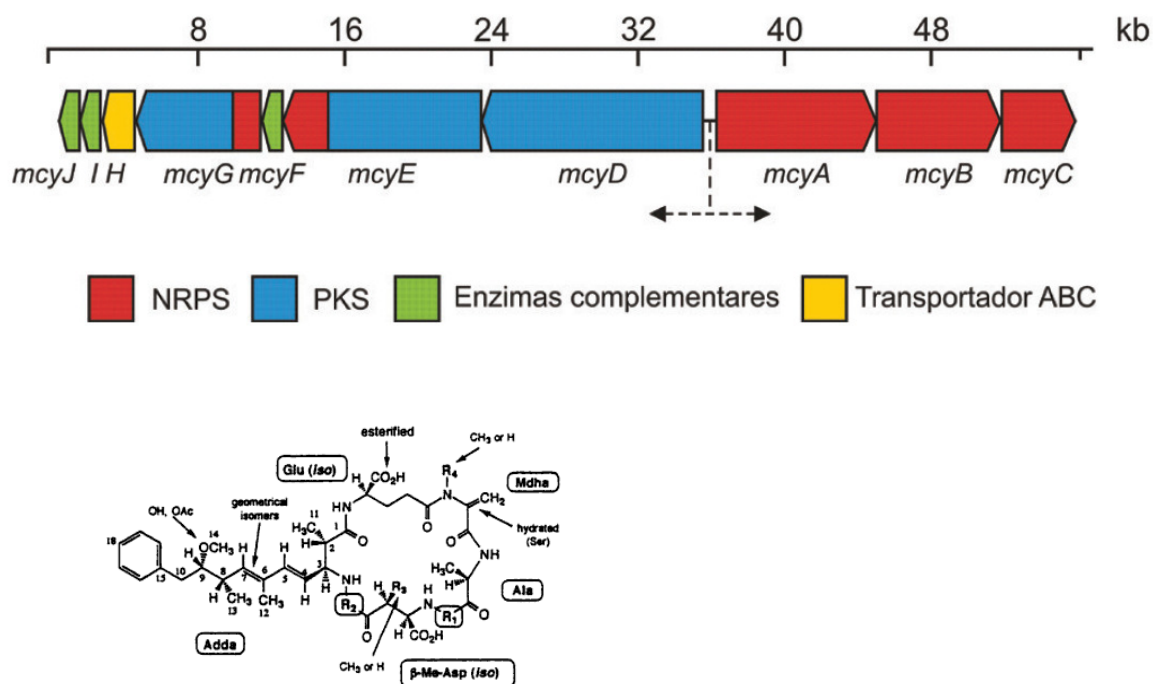 8 16 24 32 40 48 kb
mcyJ I H mcyG mcyF mcyE mcyD mcyA mcyB mcyC
NRPS PKS Enzimas complementares Transportador ABC
esterified
CH₃ or H
Glu (iso)
CO₂H
R₄
Mdha
H
N
CH₂
geometrical
isomers
OH, OAc
11
H₃C
1
NH
O
O
hydrated
(Ser)
14
OCH₃
H
H
H
2
O
NH
18
H
9
8
7
6
5
4
3
H
NH
H₃C
15
10
H
CH₃
13
H₃C
12
H
R₂
H
R₃
H
N
R₁
H
O
Ala
O
H
CO₂H
Adda
CH₃ or H
β-Me-Asp (iso)